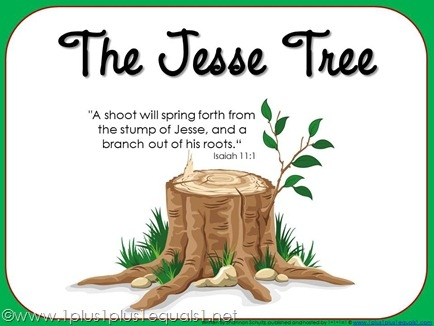 The Jesse Tree
"A shoot will spring forth from
the stump of Jesse, and a
branch out of his roots."
Isaiah 11:1
©www.1plus1plus1equals1.net